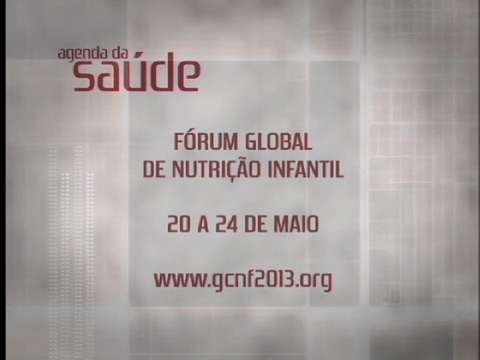 agenda da
saúde
FÓRUM GLOBAL
DE NUTRIÇÃO INFANTIL
20 A 24 DE MAIO
www.gcnf2013.org